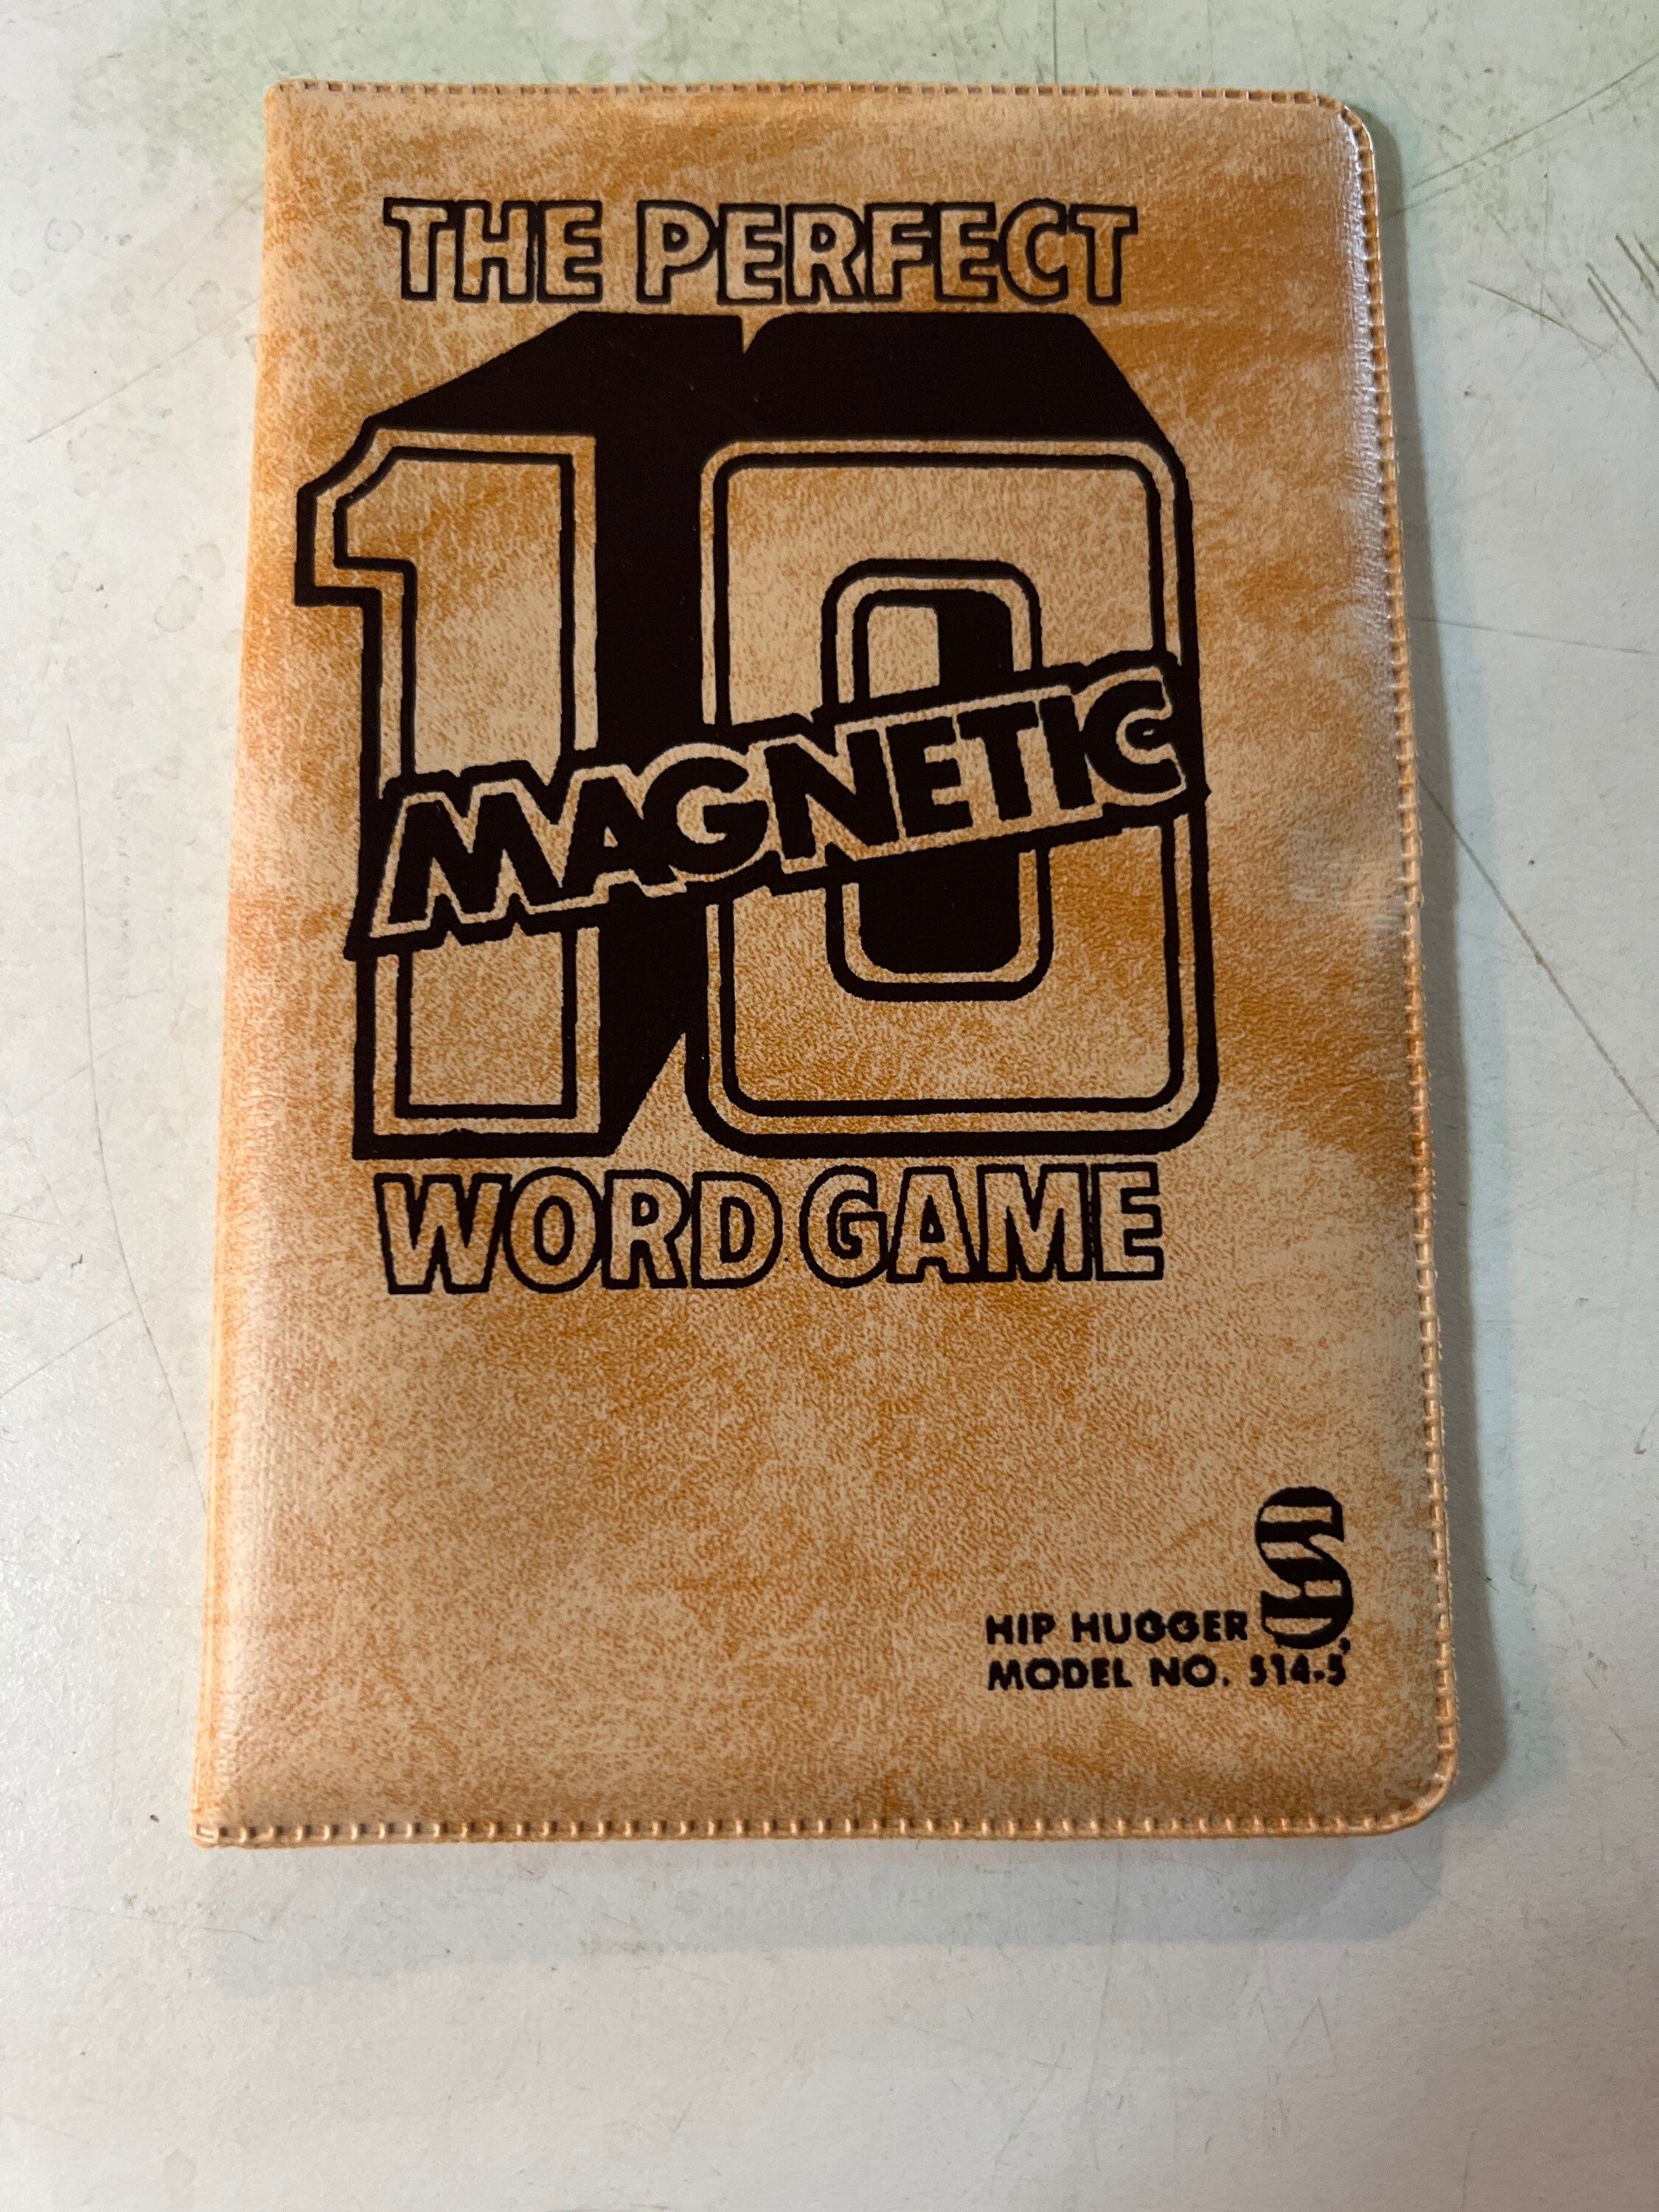 THE PERFECT
10
MAGNETIC
WORD GAME
S
HIP HUGGER
MODEL NO. 514-5